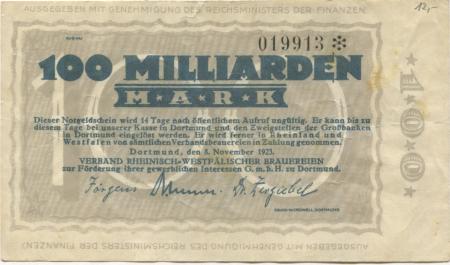 AUSGEGEBEN MIT GENEHMIGUNG DES REICHSMINISTERS DER FINANZEN
12,-
019913 *
100
100 MILLIARDEN
MARK
Dieser Notgeldschein wird 14 Tage nach öffentlichem Aufruf ungültig. Er kann bis zu
diesem Tage bei unserer Kasse in Dortmund und den Zweigstellen der Großbanken
in Dortmund eingelöst werden. Er wird ferner in Rheinland und
Westfalen von sämtlichen Verbandsbrauereien in Zahlung genommen.
Dortmund, den 8. November 1923.
VERBAND RHEINISCH-WESTFÄLISCHER BRAUEREIEN
zur Förderung ihrer gewerblichen Interessen G. m. b. H. zu Dortmund.
Jörgens
100
AUSGEGEBEN MIT GENEHMIGUNG DES REICHSMINISTERS DER FINANZEN